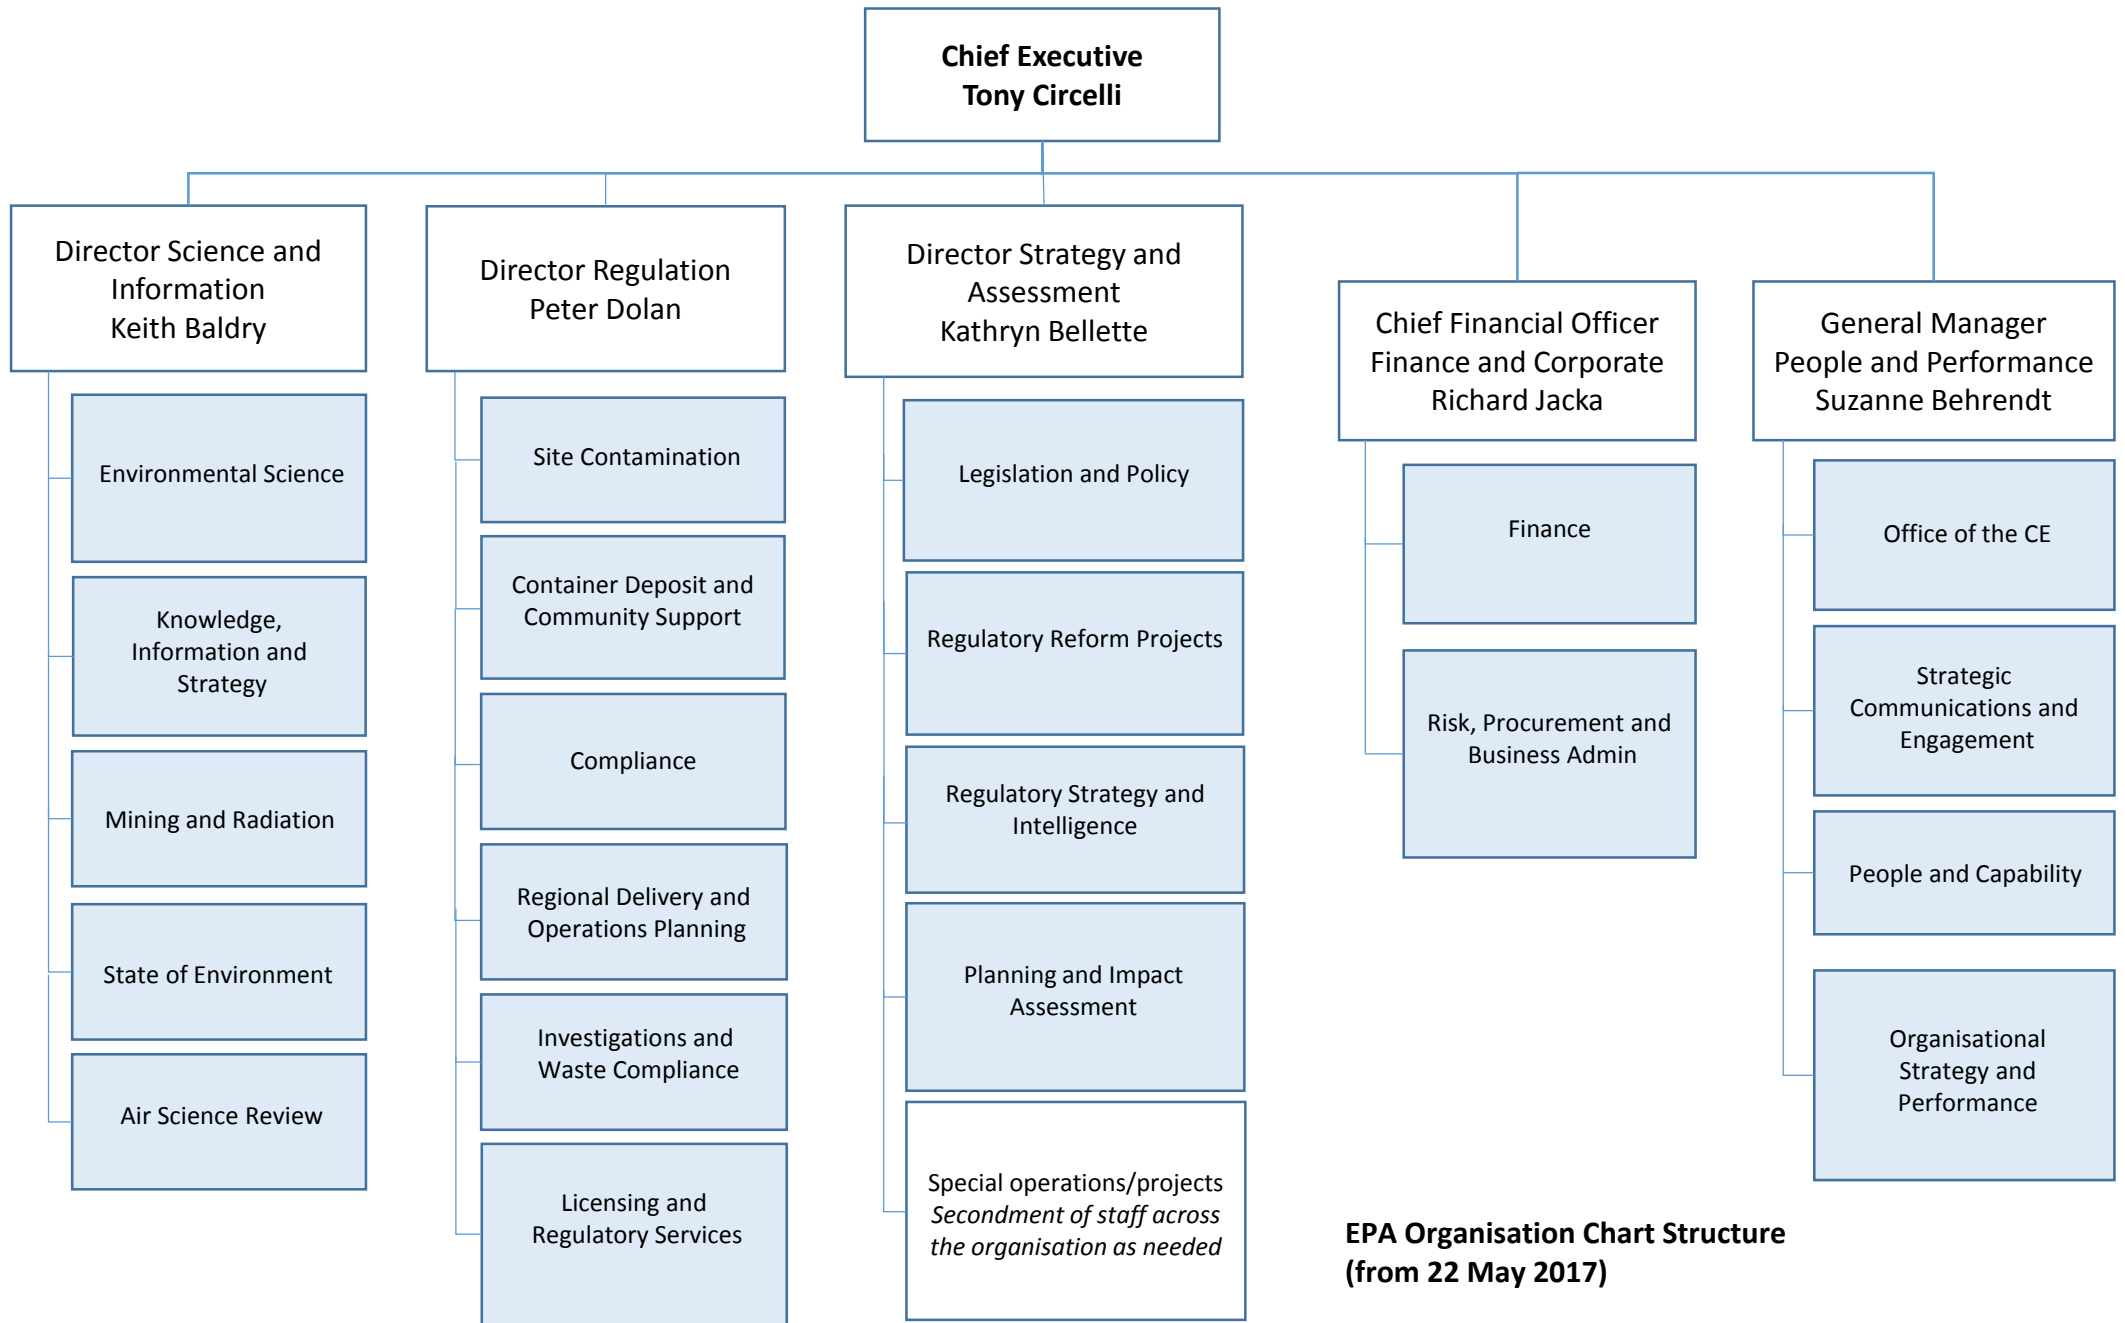 Chief Executive
Tony Circelli
Director Science and
Information
Keith Baldry
Environmental Science
Knowledge,
Information and
Strategy
Mining and Radiation
State of Environment
Air Science Review
Director Regulation
Peter Dolan
Site Contamination
Container Deposit and
Community Support
Compliance
Regional Delivery and
Operations Planning
Investigations and
Waste Compliance
Licensing and
Regulatory Services
Director Strategy and
Assessment
Kathryn Bellette
Legislation and Policy
Regulatory Reform Projects
Regulatory Strategy and
Intelligence
Planning and Impact
Assessment
Special operations/projects
Secondment of staff across
the organisation as needed
Chief Financial Officer
Finance and Corporate
Richard Jacka
Finance
Risk, Procurement and
Business Admin
General Manager
People and Performance
Suzanne Behrendt
Office of the CE
Strategic
Communications and
Engagement
People and Capability
Organisational
Strategy and
Performance
EPA Organisation Chart Structure
(from 22 May 2017)